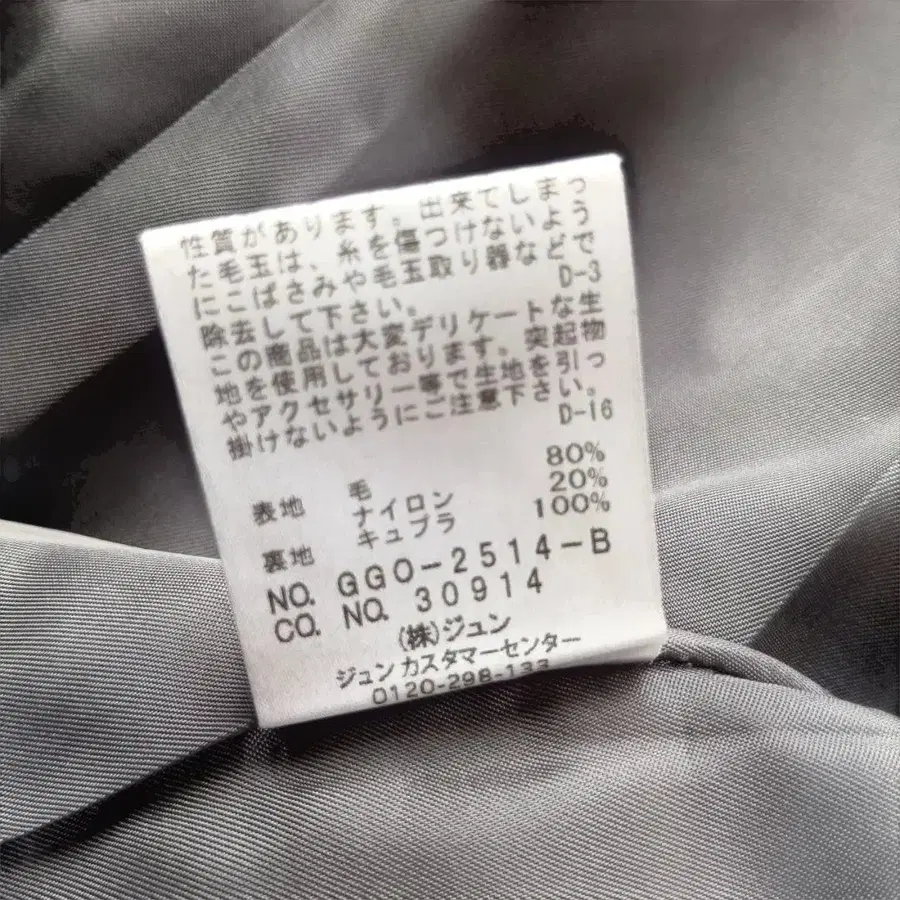 性質があります。出来てしまっ
た毛玉は、糸を傷つけないよう
にこばさみや毛玉取り器などで
除去して下さい。 D-3
この商品は大変デリケートな生
地を使用しております。突起物
やアクセサリー等で生地を引っ
掛けないようにご注意下さい。
D-16
表地 毛 80%
ナイロン 20%
裏地 キュプラ 100%
NO. GGO-2514-B
CO. NO. 30914
(株)ジュン
ジュンカスタマーセンター
0120-298-133